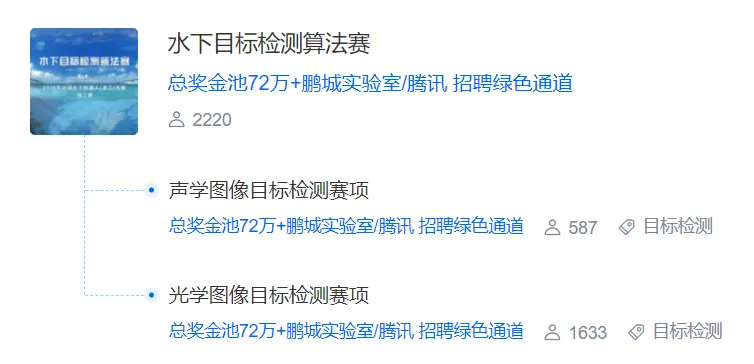 水下目标检测算法赛
水下目标检测算法赛
总奖金池72万+鹏城实验室/腾讯 招聘绿色通道
2220
声学图像目标检测赛项
总奖金池72万+鹏城实验室/腾讯 招聘绿色通道 587 目标检测
光学图像目标检测赛项
总奖金池72万+鹏城实验室/腾讯 招聘绿色通道 1633 目标检测